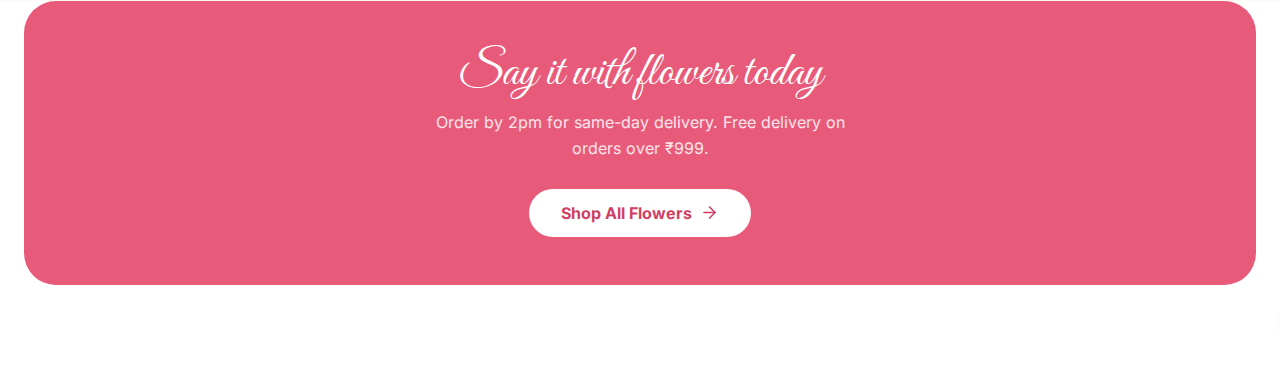 Say it with flowers today
Order by 2pm for same-day delivery. Free delivery on
orders over ₹999.
Shop All Flowers →